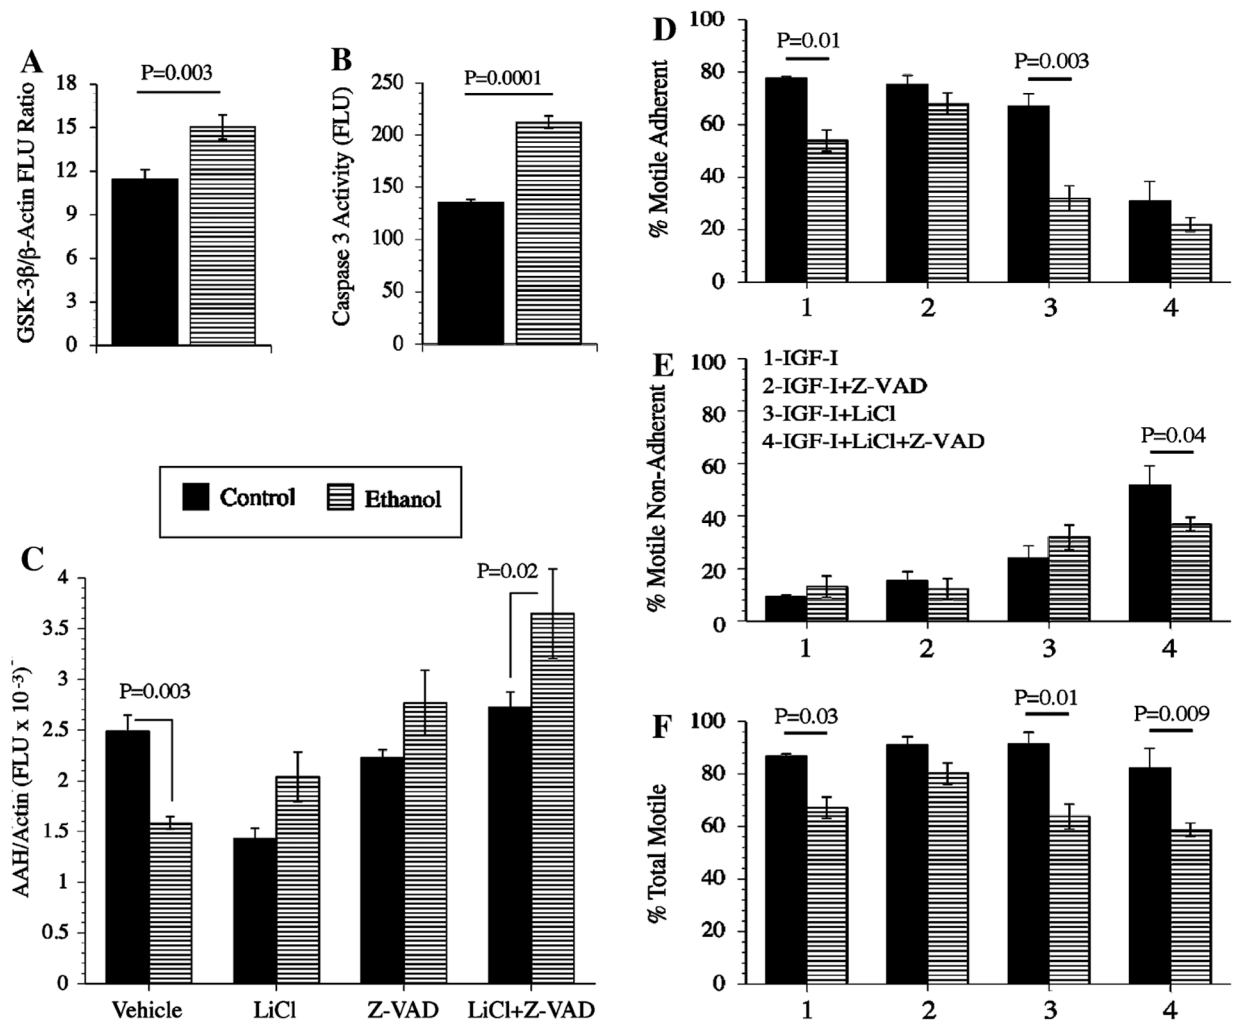 A
P=0.003
GSK-3β/β-Actin FLU Ratio
18
15
12
9
6
3
0
B
P=0.0001
Caspase 3 Activity (FLU)
250
200
150
100
50
0
Control
Ethanol
C
AAH/Actin (FLU x 10⁻³)
4
3.5
3
2.5
2
1.5
1
0.5
0
P=0.003
P=0.02
Vehicle
LiCl
Z-VAD
LiCl+Z-VAD
D
% Motile Adherent
100
80
60
40
20
0
P=0.01
P=0.003
1
2
3
4
E
% Motile Non-Adherent
100
80
60
40
20
0
1-IGF-I
2-IGF-I+Z-VAD
3-IGF-I+LiCl
4-IGF-I+LiCl+Z-VAD
P=0.04
1
2
3
4
F
% Total Motile
100
80
60
40
20
0
P=0.03
P=0.01
P=0.009
1
2
3
4